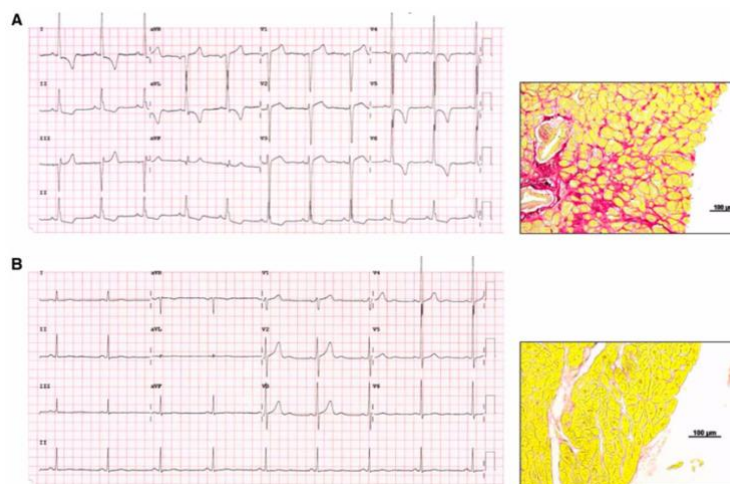 A
I aVR V1 V4
II aVL V2 V5
III aVF V3 V6
II
100 µm
B
I aVR V1 V4
II aVL V2 V5
III aVF V3 V6
II
100 µm